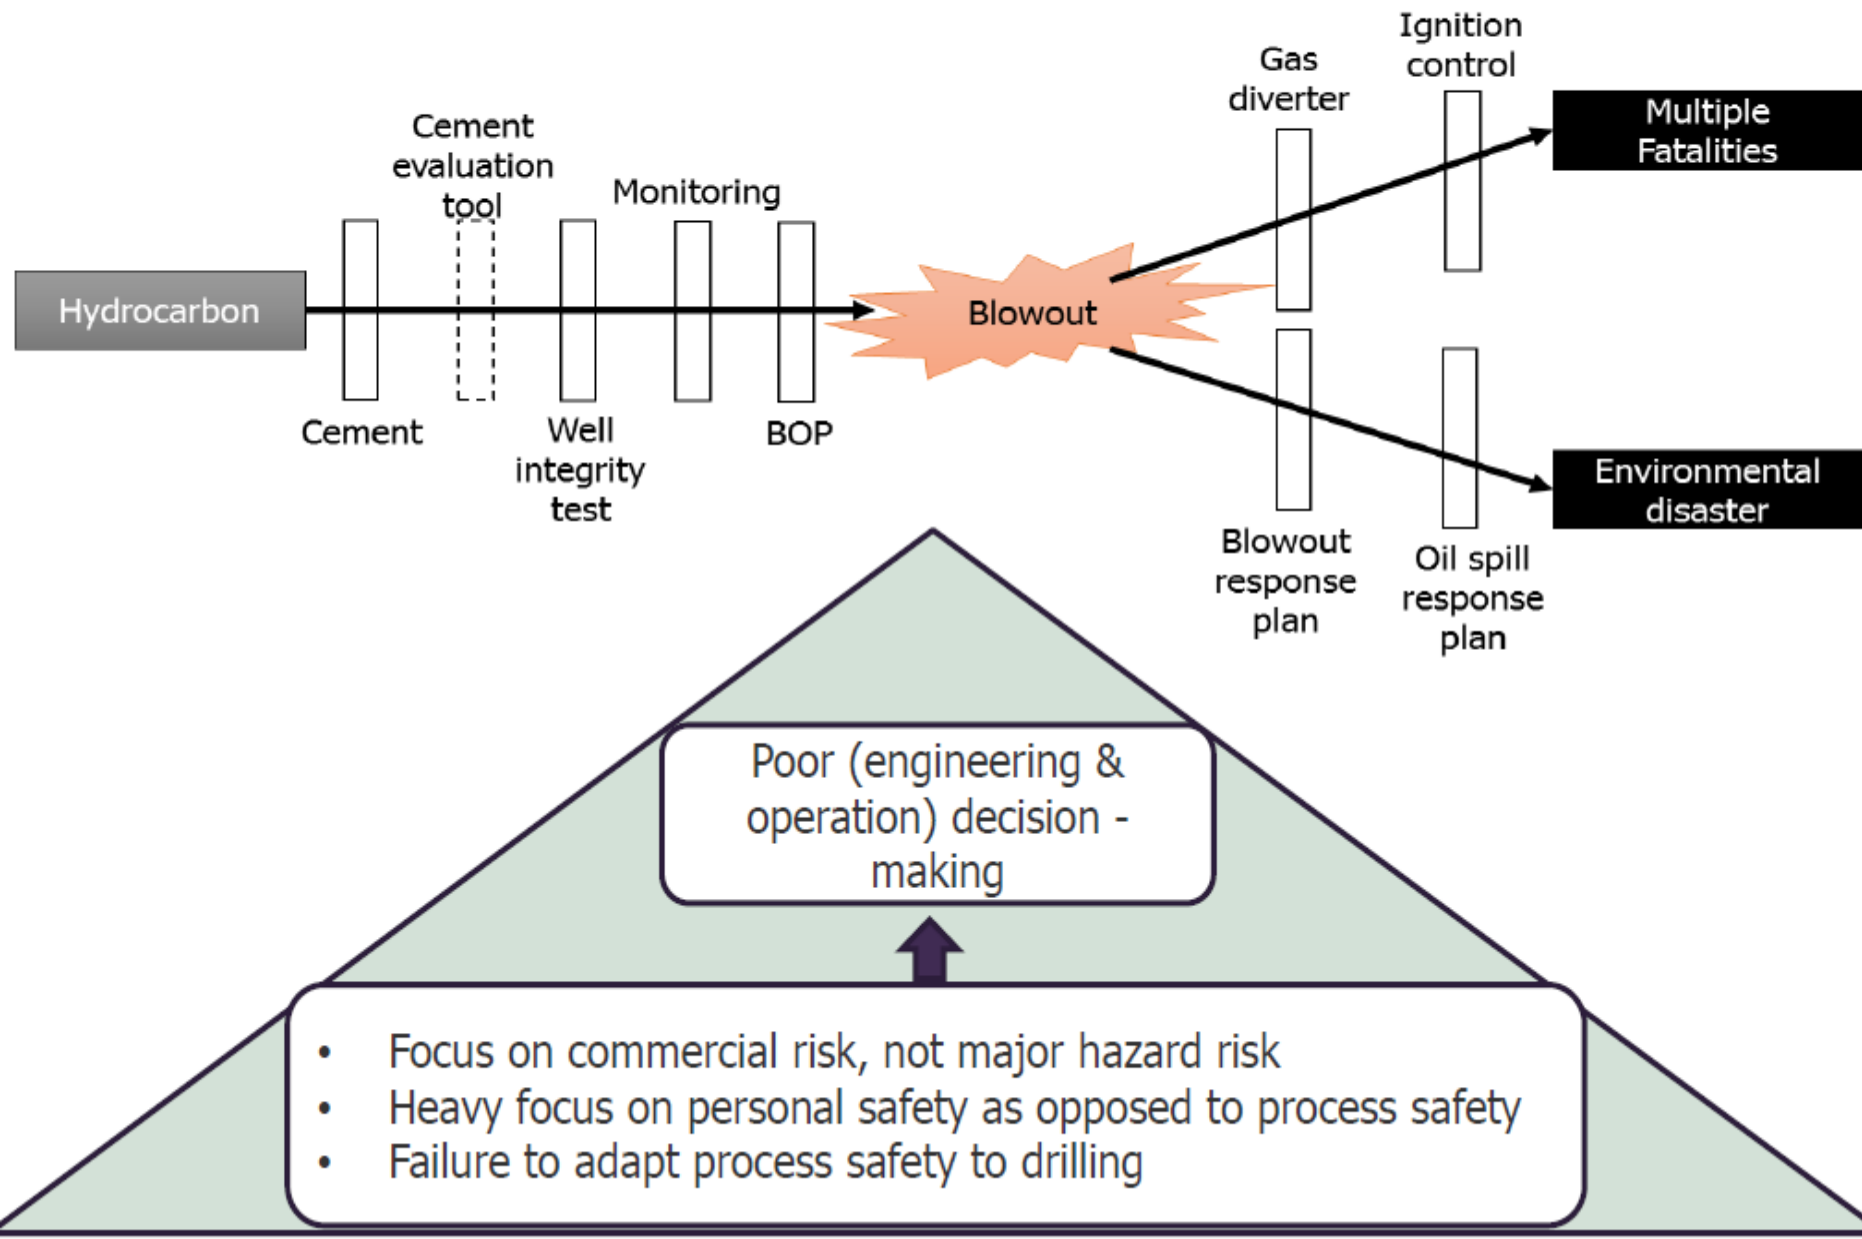 Ignition
control
Gas
diverter
Multiple
Fatalities
Cement
evaluation
tool
Monitoring
Hydrocarbon
Blowout
Cement
Well
integrity
test
BOP
Environmental
disaster
Blowout
response
plan
Oil spill
response
plan
Poor (engineering &
operation) decision -
making
• Focus on commercial risk, not major hazard risk
• Heavy focus on personal safety as opposed to process safety
• Failure to adapt process safety to drilling